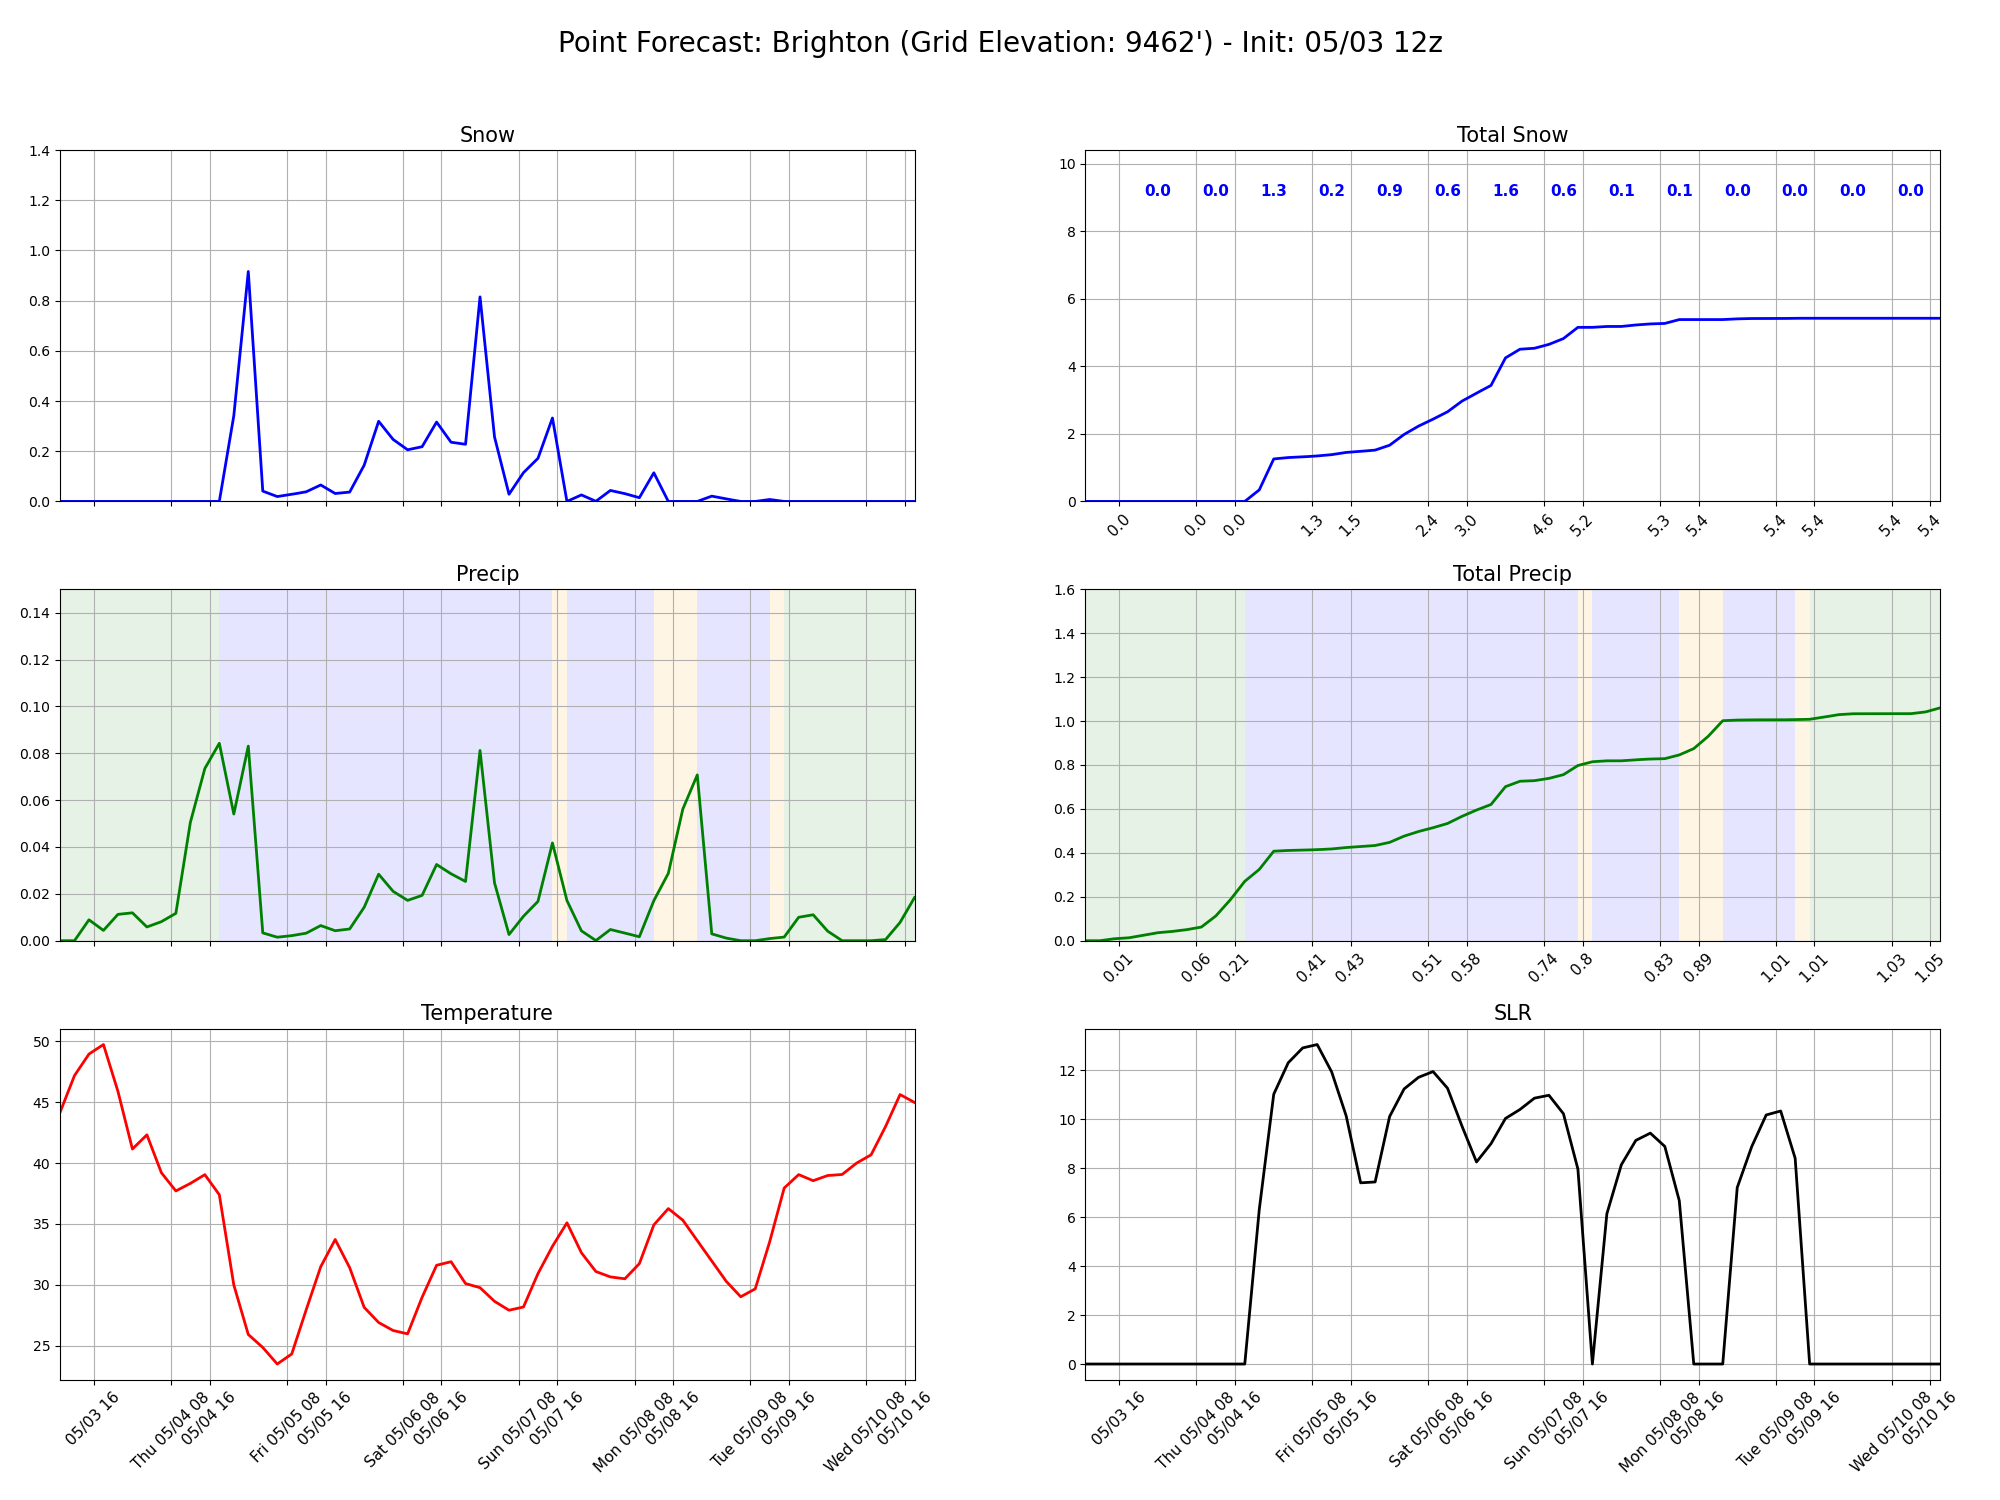 Point Forecast: Brighton (Grid Elevation: 9462') - Init: 05/03 12z
Snow
1.4
1.2
1.0
0.8
0.6
0.4
0.2
0.0
Total Snow
10
8
6
4
2
0
0.0 0.0 1.3 0.2 0.9 0.6 1.6 0.6 0.1 0.1 0.0 0.0 0.0 0.0
0.0 0.0 0.0 1.3 1.5 2.4 3.0 4.6 5.2 5.3 5.4 5.4 5.4 5.4 5.4
Precip
0.14
0.12
0.10
0.08
0.06
0.04
0.02
0.00
Total Precip
1.6
1.4
1.2
1.0
0.8
0.6
0.4
0.2
0.0
0.01 0.06 0.21 0.41 0.43 0.51 0.58 0.74 0.8 0.83 0.89 1.01 1.01 1.03 1.05
Temperature
50
45
40
35
30
25
05/03 16
Thu 05/04 08
05/04 16
Fri 05/05 08
05/05 16
Sat 05/06 08
05/06 16
Sun 05/07 08
05/07 16
Mon 05/08 08
05/08 16
Tue 05/09 08
05/09 16
Wed 05/10 08
05/10 16
SLR
12
10
8
6
4
2
0
05/03 16
Thu 05/04 08
05/04 16
Fri 05/05 08
05/05 16
Sat 05/06 08
05/06 16
Sun 05/07 08
05/07 16
Mon 05/08 08
05/08 16
Tue 05/09 08
05/09 16
Wed 05/10 08
05/10 16